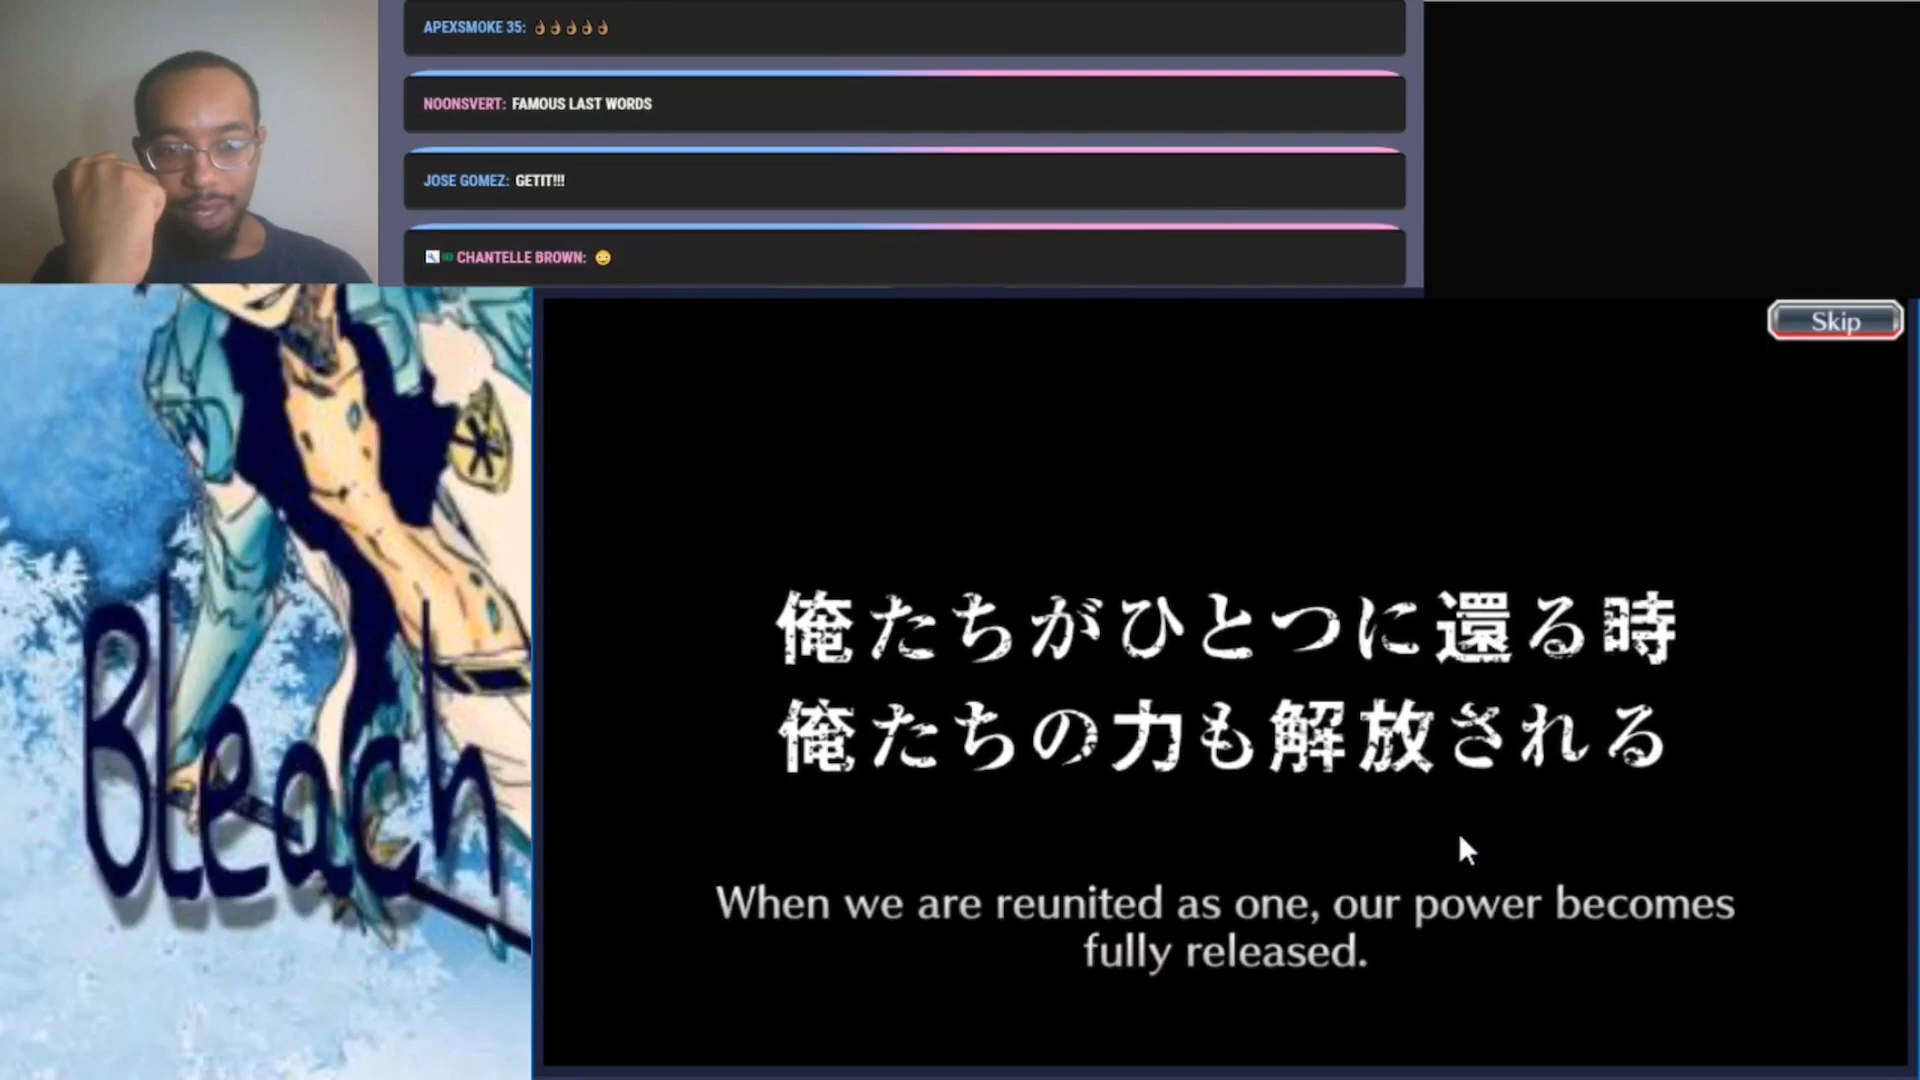 APEXSMOKE 35: 👌🏾👌🏾👌🏾👌🏾👌🏾
NOONSVERT: FAMOUS LAST WORDS
JOSE GOMEZ: GETIT!!!
CHANTELLE BROWN: 😳
Skip
Bleach
俺たちがひとつに還る時
俺たちの力も解放される
When we are reunited as one, our power becomes
fully released.